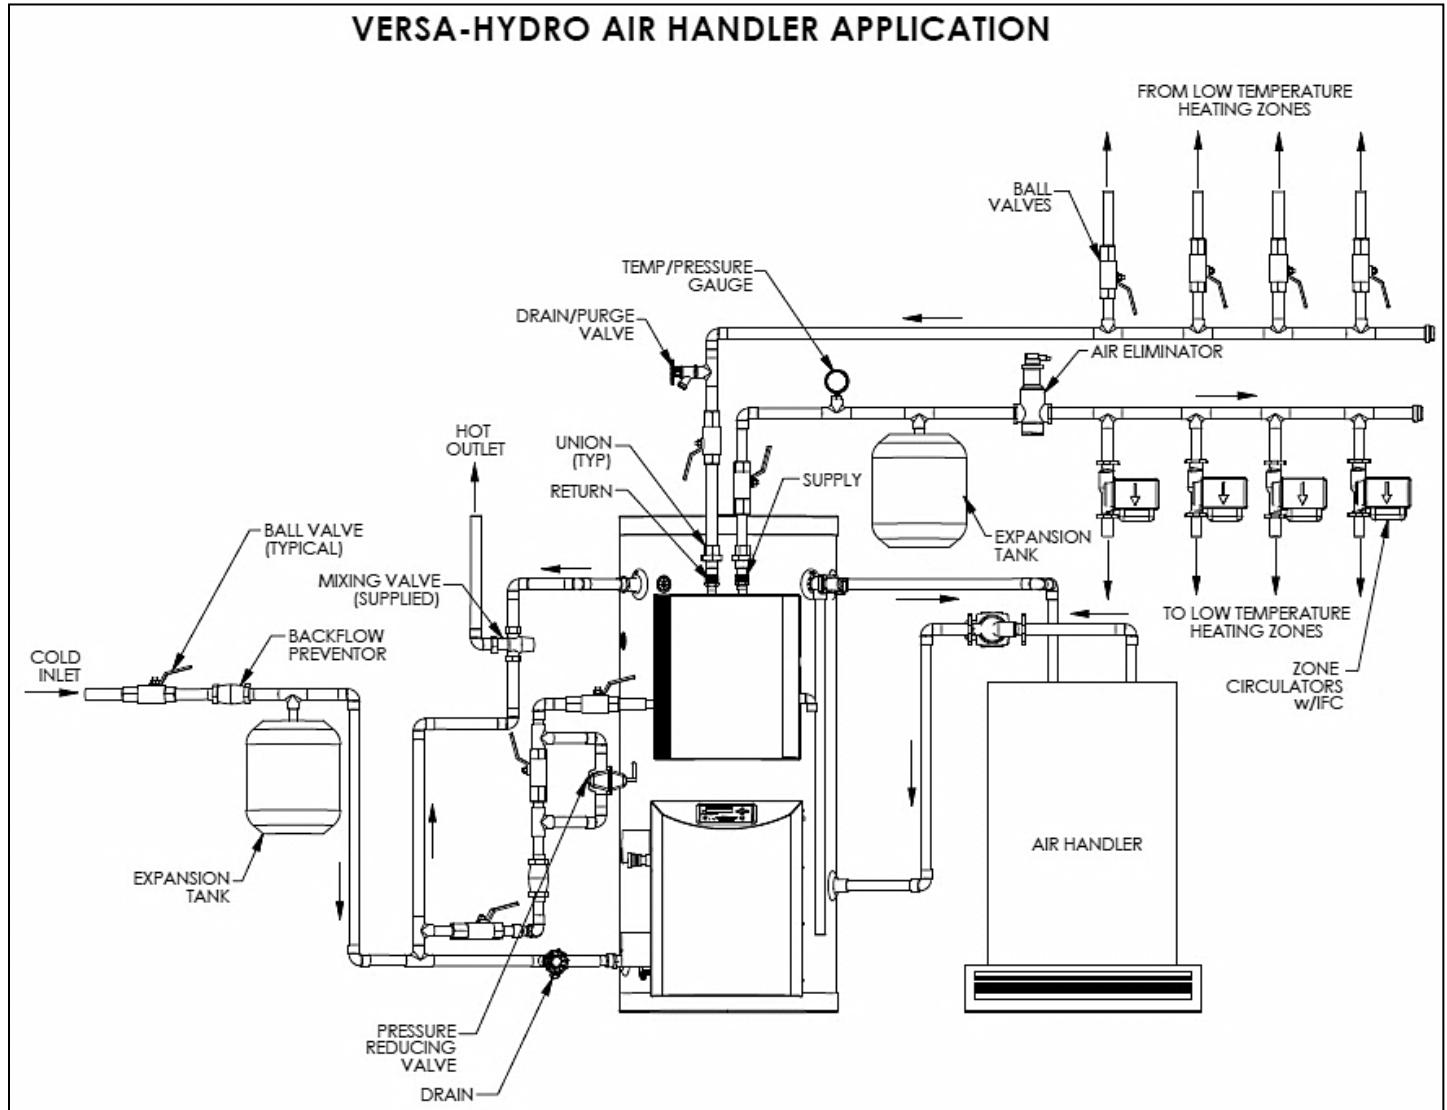 VERSA-HYDRO AIR HANDLER APPLICATION
FROM LOW TEMPERATURE
HEATING ZONES
BALL
VALVES
TEMP/PRESSURE
GAUGE
DRAIN/PURGE
VALVE
AIR ELIMINATOR
HOT
OUTLET
UNION
(TYP)
RETURN
SUPPLY
BALL VALVE
(TYPICAL)
EXPANSION
TANK
MIXING VALVE
(SUPPLIED)
TO LOW TEMPERATURE
HEATING ZONES
BACKFLOW
PREVENTOR
COLD
INLET
ZONE
CIRCULATORS
w/IFC
AIR HANDLER
EXPANSION
TANK
PRESSURE
REDUCING
VALVE
DRAIN